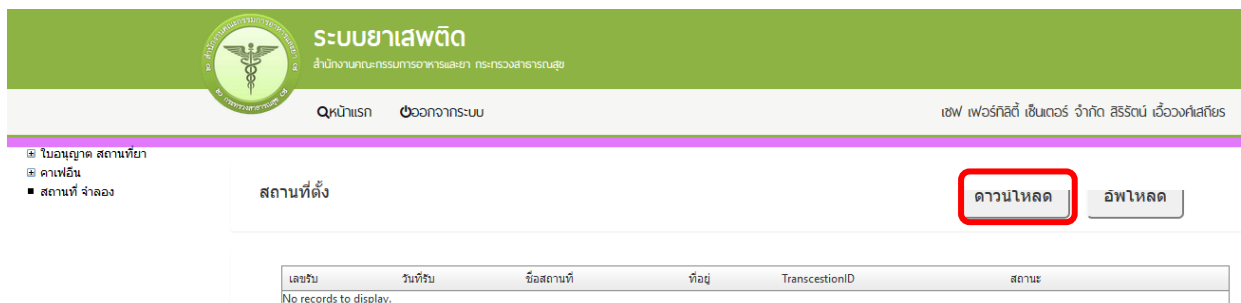 ระบบยาเสพติด
สำนักงานคณะกรรมการอาหารและยา กระทรวงสาธารณสุข
หน้าแรก ออกจากระบบ เซฟ เฟอร์ทิลิตี้ เซ็นเตอร์ จำกัด สิริรัตน์ เอื้อวงศ์เสถียร
ใบอนุญาต สถานที่ยา
คาเฟอีน
สถานที่ จำลอง
สถานที่ตั้ง ดาวน์โหลด อัพโหลด
เลขรับ วันที่รับ ชื่อสถานที่ ที่อยู่ TranscestionID สถานะ
No records to display.